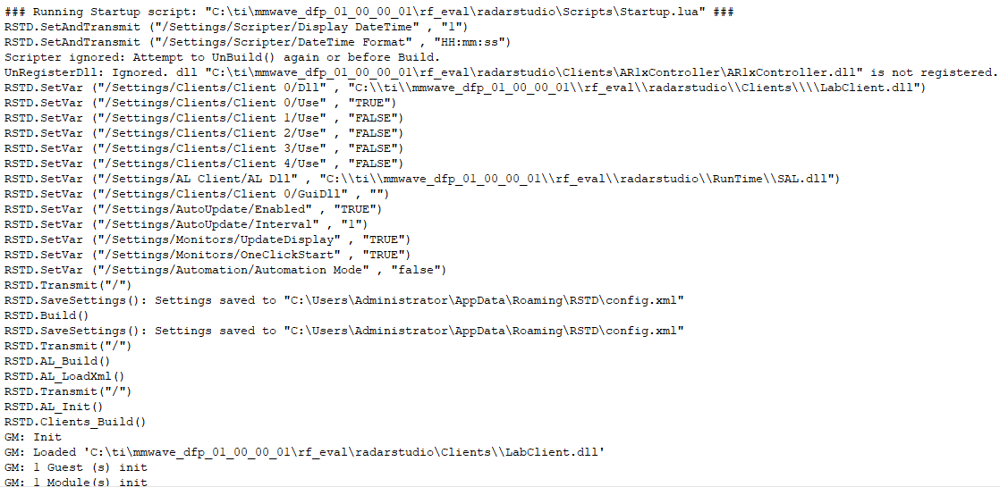 ### Running Startup script: "C:\ti\mmwave_dfp_01_00_00_01\rf_eval\radarstudio\Scripts\Startup.lua" ###
RSTD.SetAndTransmit ("/Settings/Scripter/Display DateTime" , "1")
RSTD.SetAndTransmit ("/Settings/Scripter/DateTime Format" , "HH:mm:ss")
Scripter ignored: Attempt to UnBuild() again or before Build.
UnRegisterDll: Ignored. dll "C:\ti\mmwave_dfp_01_00_00_01\rf_eval\radarstudio\Clients\AR1xController\AR1xController.dll" is not registered.
RSTD.SetVar ("/Settings/Clients/Client 0/Dll" , "C:\\ti\\mmwave_dfp_01_00_00_01\\rf_eval\\radarstudio\\Clients\\\\LabClient.dll")
RSTD.SetVar ("/Settings/Clients/Client 0/Use" , "TRUE")
RSTD.SetVar ("/Settings/Clients/Client 1/Use" , "FALSE")
RSTD.SetVar ("/Settings/Clients/Client 2/Use" , "FALSE")
RSTD.SetVar ("/Settings/Clients/Client 3/Use" , "FALSE")
RSTD.SetVar ("/Settings/Clients/Client 4/Use" , "FALSE")
RSTD.SetVar ("/Settings/AL Client/AL Dll" , "C:\\ti\\mmwave_dfp_01_00_00_01\\rf_eval\\radarstudio\\RunTime\\SAL.dll")
RSTD.SetVar ("/Settings/Clients/Client 0/GuiDll" , "")
RSTD.SetVar ("/Settings/AutoUpdate/Enabled" , "TRUE")
RSTD.SetVar ("/Settings/AutoUpdate/Interval" , "1")
RSTD.SetVar ("/Settings/Monitors/UpdateDisplay" , "TRUE")
RSTD.SetVar ("/Settings/Monitors/OneClickStart" , "TRUE")
RSTD.SetVar ("/Settings/Automation/Automation Mode" , "false")
RSTD.Transmit("/")
RSTD.SaveSettings(): Settings saved to "C:\Users\Administrator\AppData\Roaming\RSTD\config.xml"
RSTD.Build()
RSTD.SaveSettings(): Settings saved to "C:\Users\Administrator\AppData\Roaming\RSTD\config.xml"
RSTD.Transmit("/")
RSTD.AL_Build()
RSTD.AL_LoadXml()
RSTD.Transmit("/")
RSTD.AL_Init()
RSTD.Clients_Build()
GM: Init
GM: Loaded 'C:\ti\mmwave_dfp_01_00_00_01\rf_eval\radarstudio\Clients\\LabClient.dll'
GM: 1 Guest (s) init
GM: 1 Module(s) init